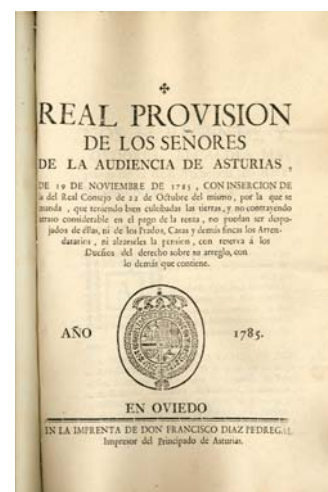 REAL PROVISION
DE LOS SEÑORES
DE LA AUDIENCIA DE ASTURIAS,
DE 19 DE NOVIEMBRE DE 1785, CON INSERCION DE
a del Real Consejo de 22 de Octubre del mismo, por la que se
manda, que teniendo bien cultibadas las tierras, y no contrayendo
atraso considerable en el pago de la renta, no puedan ser despo-
jados de ellas, ni de los Prados, Casas y demás fincas los Arren-
datarios, ni alzarseles la pension, con reserva á los
Dueños del derecho sobre su arreglo, con
lo demás que contiene.
AÑO 1785.
EN OVIEDO
EN LA IMPRENTA DE DON FRANCISCO DIAZ PEDREGAL
Impresor del Principado de Asturias.